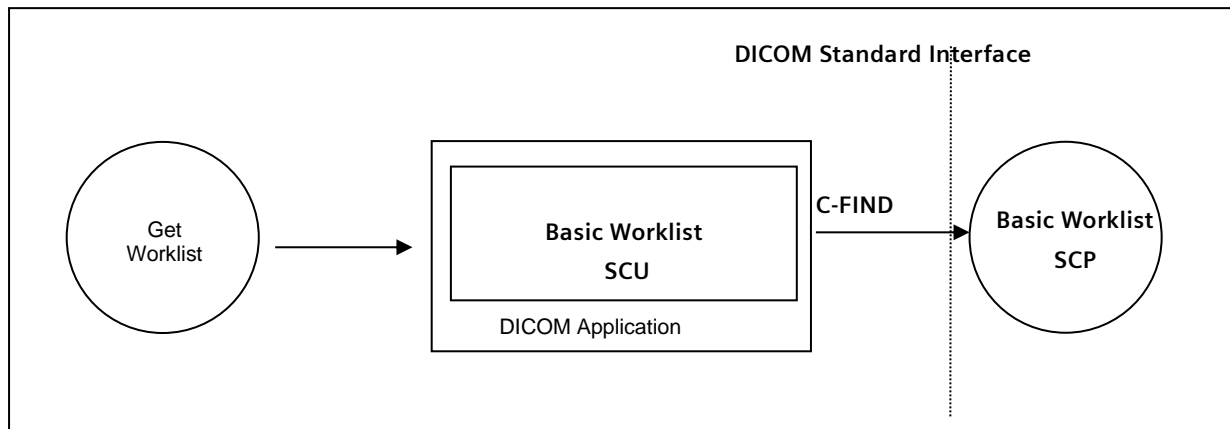 DICOM Standard Interface
Get
Worklist
Basic Worklist
SCU
DICOM Application
C-FIND
Basic Worklist
SCP